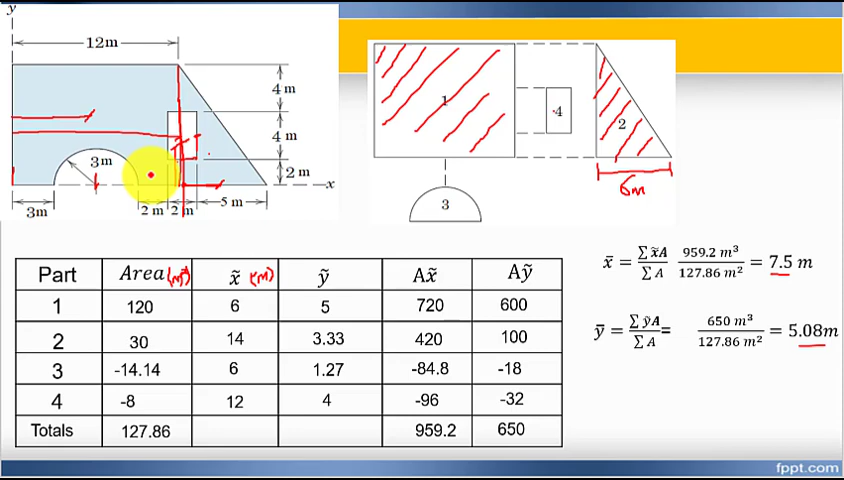 y
12m
4 m
4 m
3m
2 m
x
3m
2 m
2 m
5 m
1
4
2
3
6m
Part Area (m²) x̃ (m) ỹ Ax̃ Aỹ
1 120 6 5 720 600
2 30 14 3.33 420 100
3 -14.14 6 1.27 -84.8 -18
4 -8 12 4 -96 -32
Totals 127.86 959.2 650
x̄ = ∑ x̃A / ∑ A 959.2 m³ / 127.86 m² = 7.5 m
ȳ = ∑ ỹA / ∑ A = 650 m³ / 127.86 m² = 5.08m
fppt.com